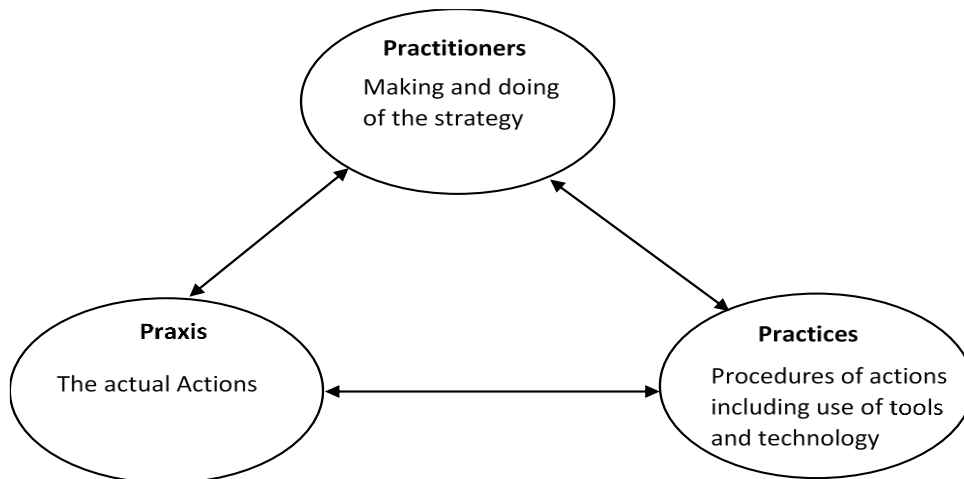 Practitioners
Making and doing
of the strategy
Praxis
The actual Actions
Practices
Procedures of actions
including use of tools
and technology